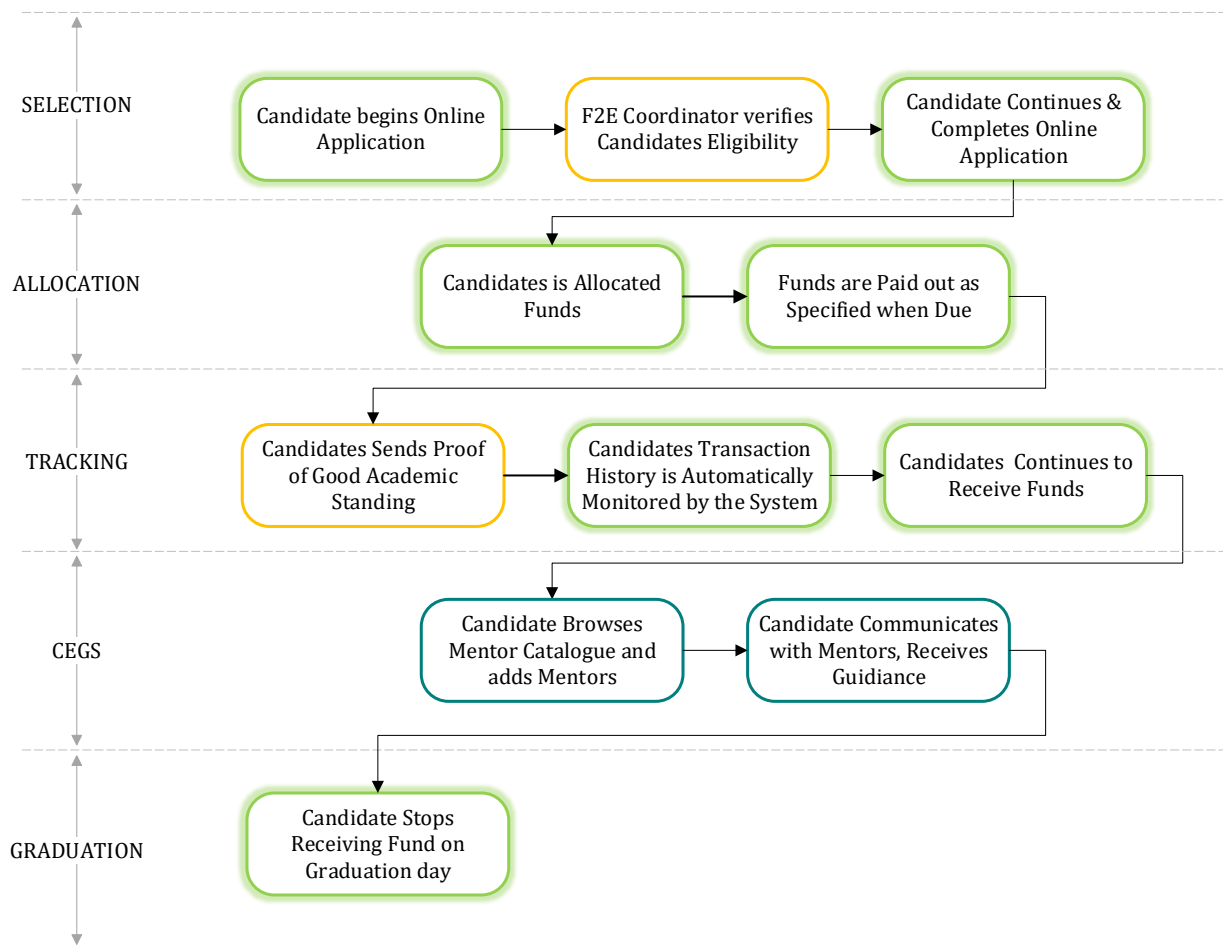 SELECTION
Candidate begins Online
Application
F2E Coordinator verifies
Candidates Eligibility
Candidate Continues &
Completes Online
Application
ALLOCATION
Candidates is Allocated
Funds
Funds are Paid out as
Specified when Due
TRACKING
Candidates Sends Proof
of Good Academic
Standing
Candidates Transaction
History is Automatically
Monitored by the System
Candidates  Continues to
Receive Funds
CEGS
Candidate Browses
Mentor Catalogue and
adds Mentors
Candidate Communicates
with Mentors, Receives
Guidiance
GRADUATION
Candidate Stops
Receiving Fund on
Graduation day